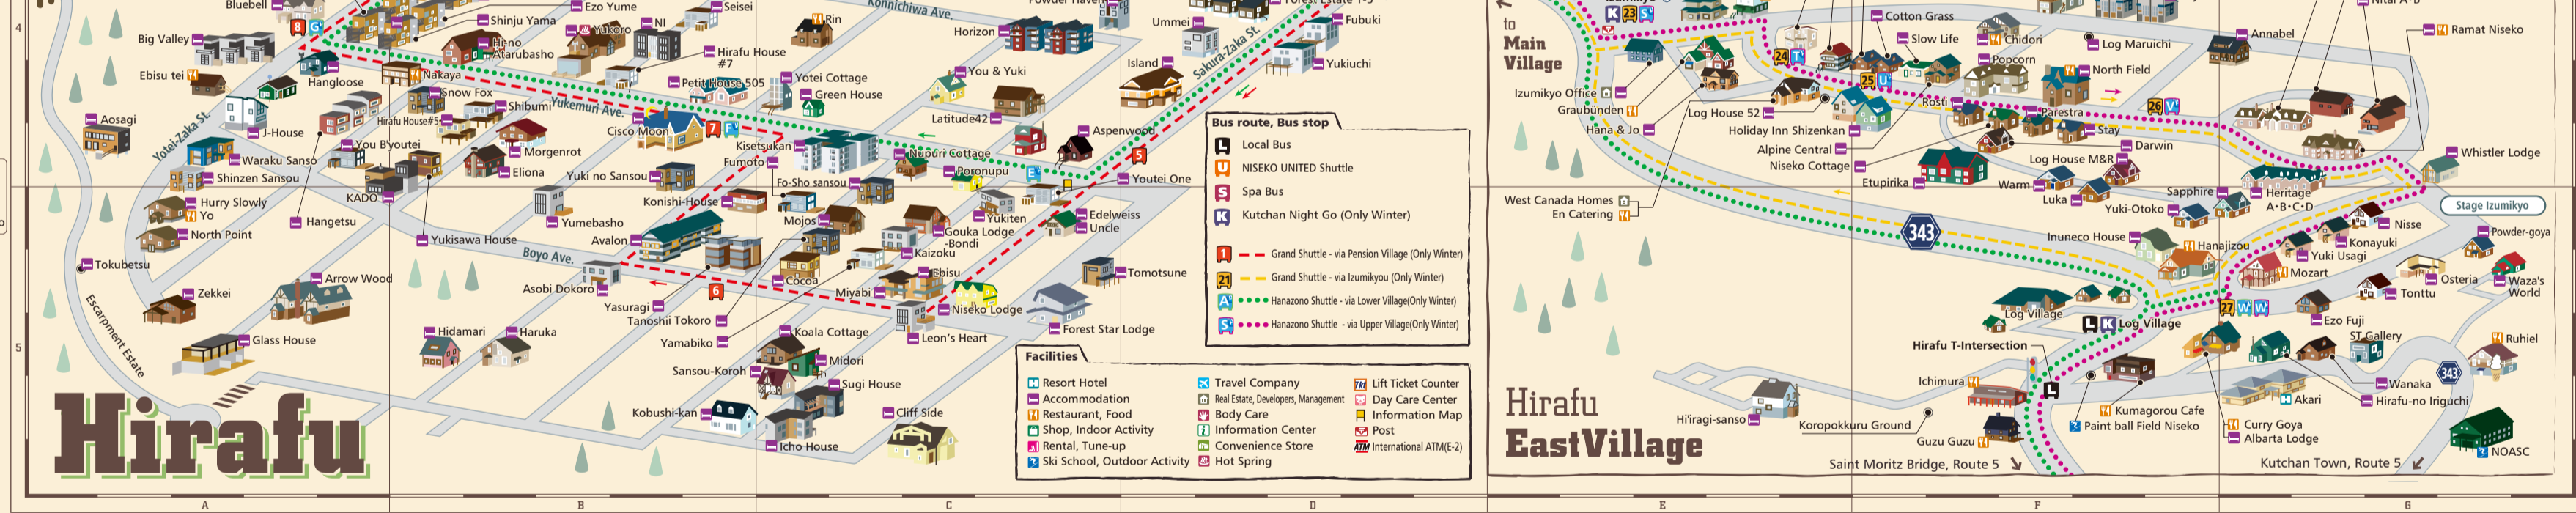 4
5
Bluebell
8
G
Big Valley
Ebisu tei
Hangloose
Aosagi
J-House
Yotei-Zaka St.
Waraku Sanso
Shinzen Sansou
Hurry Slowly
Yo
North Point
Hangetsu
Tokubetsu
Escarpment Estate
Zekkei
Arrow Wood
Glass House
Hirafu
Ezo Yume
Shinju Yama
Yukoro
NI
Seisei
Atarubasho
Hirafu House
#7
Nakaya
Snow Fox
Shibumi
Hirafu House#5
Yukemuri Ave.
Petit House 505
Cisco Moon
7
F
You B'youtei
Morgenrot
Eliona
KADO
Yuki no Sansou
Yumebasho
Yukisawa House
Boyo Ave.
Konishi-House
Avalon
Asobi Dokoro
Yasuragi
6
Tanoshii Tokoro
Yamabiko
Hidamari
Haruka
Kobushi-kan
Sansou-Koroh
Konnichiwa Ave.
Rin
Horizon
Yotei Cottage
Green House
You & Yuki
Latitude42
Kisetsukan
Fumoto
Fo-Sho sansou
Nupuri Cottage
Poronupu
E
Aspenwood
Mojos
Yukiten
Gouka Lodge
-Bondi
Kaizoku
Cocoa
Miyabi
Ebisu
Niseko Lodge
Koala Cottage
Leon's Heart
Midori
Sugi House
Icho House
Cliff Side
Ummei
Island
Sakura-Zaka St.
Fubuki
Yukiuchi
5
Youtei One
Edelweiss
Uncle
Tomotsune
Forest Star Lodge
Bus route, Bus stop
L Local Bus
U NISEKO UNITED Shuttle
S Spa Bus
K Kutchan Night Go (Only Winter)
1 Grand Shuttle - via Pension Village (Only Winter)
21 Grand Shuttle - via Izumikyou (Only Winter)
A Hanazono Shuttle - via Lower Village(Only Winter)
S Hanazono Shuttle - via Upper Village(Only Winter)
Facilities
Resort Hotel
Accommodation
Restaurant, Food
Shop, Indoor Activity
Rental, Tune-up
Ski School, Outdoor Activity
Travel Company
Real Estate, Developers, Management
Body Care
Information Center
Convenience Store
Hot Spring
Lift Ticket Counter
Day Care Center
Information Map
Post
ATM International ATM(E-2)
to
Main
Village
K 23 S
Izumikyo Office
Graubünden
Hana & Jo
24 T
Log House 52
Holiday Inn Shizenkan
Alpine Central
Niseko Cottage
West Canada Homes
En Catering
Cotton Grass
Slow Life
Chidori
Popcorn
25 U
Rosti
Log Maruichi
North Field
Parestra
Stay
26 V
Darwin
Log House M&R
Etupirika
Warm
Luka
343
Yuki-Otoko
Sapphire
Inuneco House
Hanajizou
Annabel
Ramat Niseko
Whistler Lodge
Heritage
A・B・C・D
Stage Izumikyo
Nisse
Konayuki
Yuki Usagi
Mozart
Powder-goya
Osteria
Waza's
World
Tonttu
Log Village
L K Log Village
27 W W
Ezo Fuji
ST Gallery
Ruhiel
Hirafu T-Intersection
L
343
Hirafu
EastVillage
Ichimura
Hi'iragi-sanso
Koropokkuru Ground
Guzu Guzu
Kumagorou Cafe
Paint ball Field Niseko
Wanaka
Akari
Hirafu-no Iriguchi
Curry Goya
Albarta Lodge
NOASC
Saint Moritz Bridge, Route 5
Kutchan Town, Route 5
A
B
C
D
E
F
G